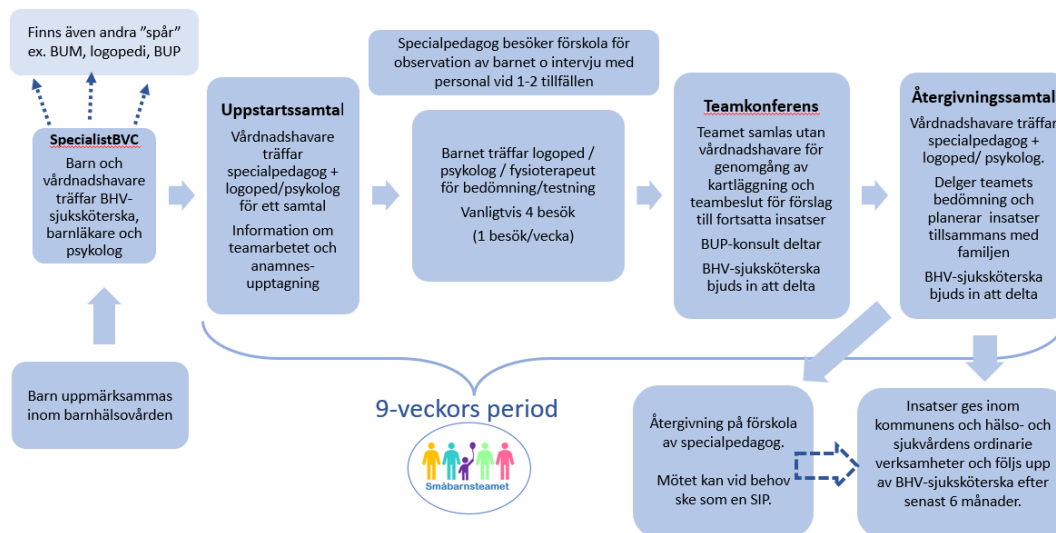 Finns även andra ”spår”
ex. BUM, logopedi, BUP
SpecialistBVC
Barn och
vårdnadshavare
träffar BHV-
sjuksköterska,
barnläkare och
psykolog
Barn uppmärksammas
inom barnhälsovården
Uppstartssamtal
Vårdnadshavare
träffar
specialpedagog +
logoped/psykolog
för ett samtal
Information om
teamarbetet och
anamnes-
upptagning
Specialpedagog besöker förskola för
observation av barnet o intervju med
personal vid 1-2 tillfällen
Barnet träffar logoped /
psykolog / fysioterapeut
för bedömning/testning
Vanligtvis 4 besök
(1 besök/vecka)
Teamkonferens
Teamet samlas utan
vårdnadshavare för
genomgång av
kartläggning och
teambeslut för förslag
till fortsatta insatser
BUP-konsult deltar
BHV-sjuksköterska
bjuds in att delta
Återgivningssamtal
Vårdnadshavare träffar
specialpedagog +
logoped/ psykolog.
Delger teamets
bedömning och
planerar insatser
tillsammans med
familjen
BHV-sjuksköterska
bjuds in att delta
9-veckors period
Småbarnsteamet
Återgivning på förskola
av specialpedagog.
Mötet kan vid behov
ske som en SIP.
Insatser ges inom
kommunens och hälso- och
sjukvårdens ordinarie
verksamheter och följs upp
av BHV-sjuksköterska efter
senast 6 månader.